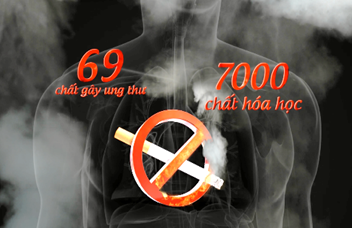 69
chất gây ung thư
7000
chất hóa học